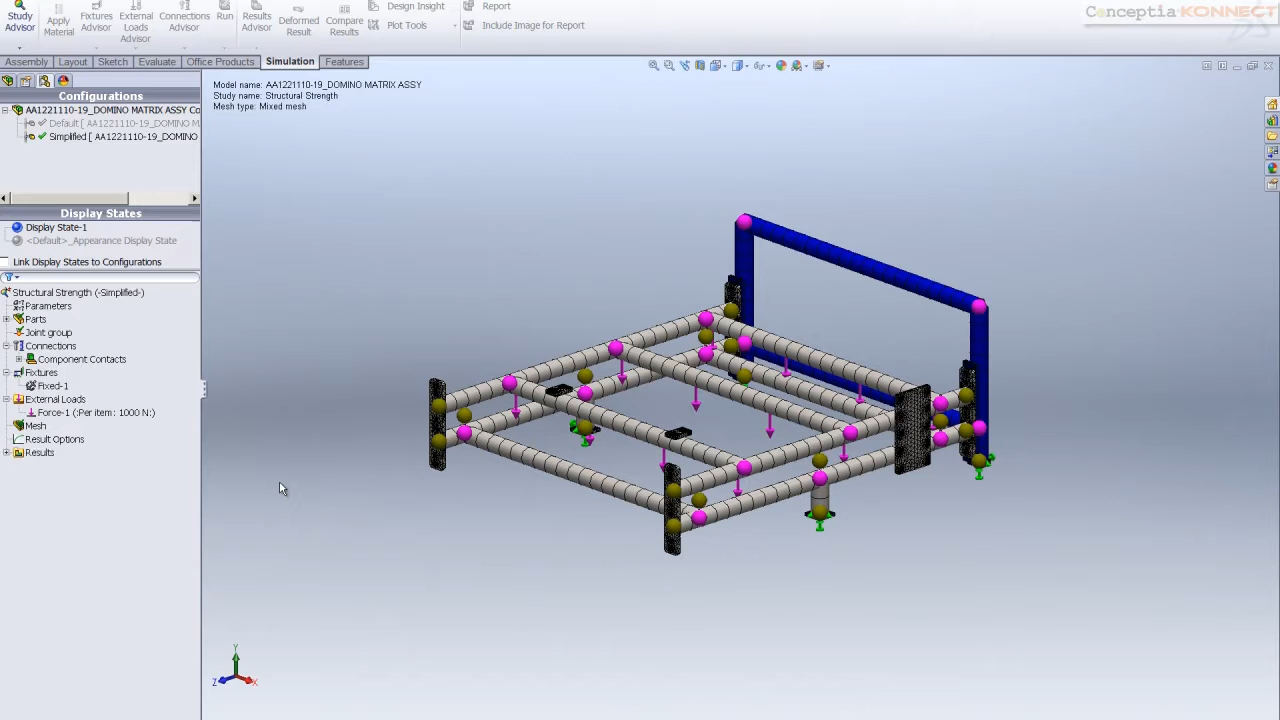 Study Advisor
Apply Material
Fixtures Advisor
External Loads Advisor
Connections Advisor
Run
Results Advisor
Deformed Result
Compare Results
Design Insight
Plot Tools
Report
Include Image for Report
Conceptia KONNECT
Assembly Layout Sketch Evaluate Office Products Simulation Features
Configurations
AA1221110-19_DOMINO MATRIX ASSY Co
Default [ AA1221110-19_DOMINO M
Simplified [ AA1221110-19_DOMINO
Display States
Display State-1
<Default>_Appearance Display State
Link Display States to Configurations
Structural Strength (-Simplified-)
Parameters
Parts
Joint group
Connections
Component Contacts
Fixtures
Fixed-1
External Loads
Force-1 (:Per item: 1000 N:)
Mesh
Result Options
Results
Model name: AA1221110-19_DOMINO MATRIX ASSY
Study name: Structural Strength
Mesh type: Mixed mesh
Y
Z
X